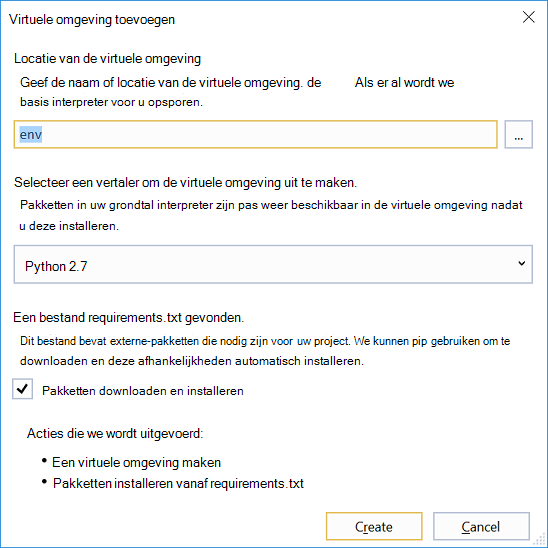 Virtuele omgeving toevoegen
Locatie van de virtuele omgeving
Geef de naam of locatie van de virtuele omgeving. de Als er al wordt we
basis interpreter voor u opsporen.
env
...
Selecteer een vertaler om de virtuele omgeving uit te maken.
Pakketten in uw grondtal interpreter zijn pas weer beschikbaar in de virtuele omgeving nadat
u deze installeren.
Python 2.7
Een bestand requirements.txt gevonden.
Dit bestand bevat externe-pakketten die nodig zijn voor uw project. We kunnen pip gebruiken om te
downloaden en deze afhankelijkheden automatisch installeren.
Pakketten downloaden en installeren
Acties die we wordt uitgevoerd:
• Een virtuele omgeving maken
• Pakketten installeren vanaf requirements.txt
Create Cancel